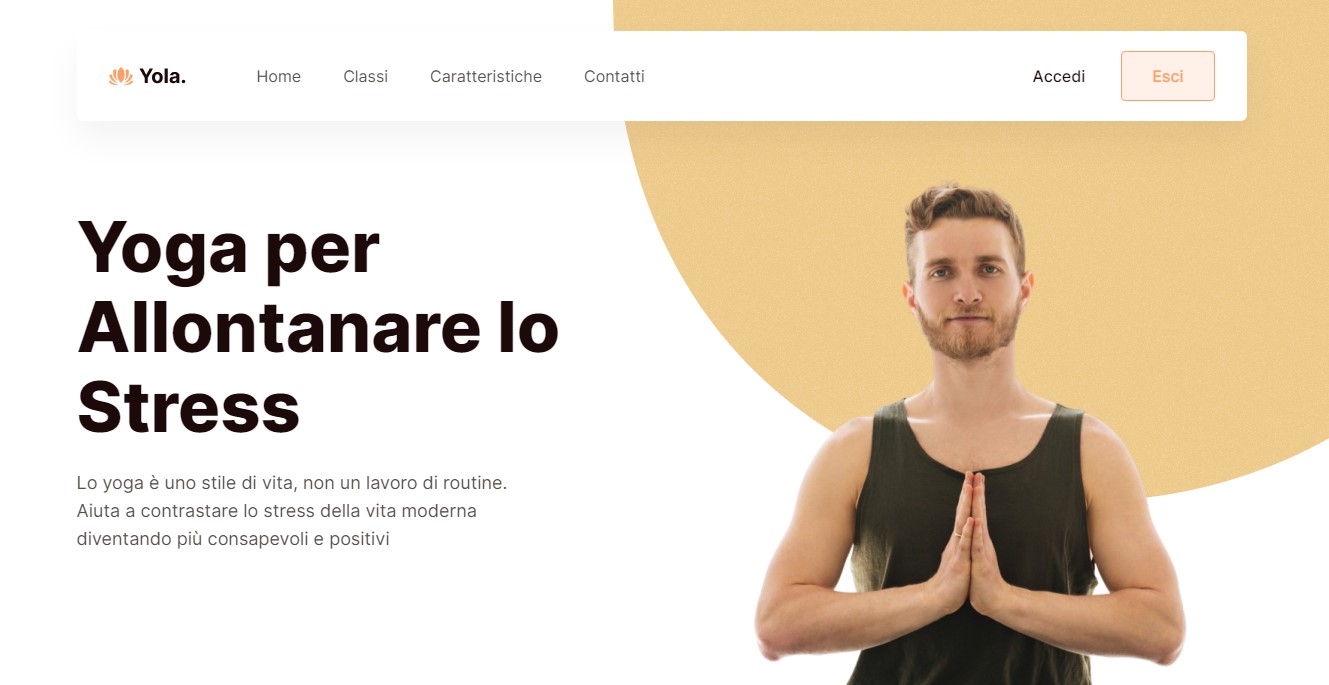 Yola.
Home Classi Caratteristiche Contatti Accedi Esci
Yoga per
Allontanare lo
Stress
Lo yoga è uno stile di vita, non un lavoro di routine.
Aiuta a contrastare lo stress della vita moderna
diventando più consapevoli e positivi